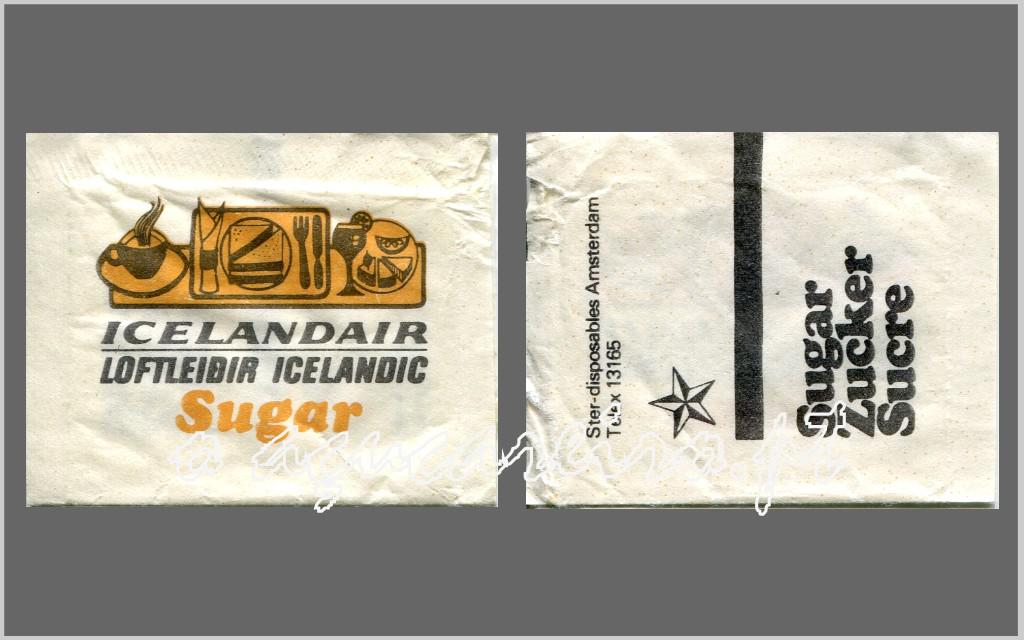 ICELANDAIR
LOFTLEIÐIR ICELANDIC
Sugar
Ster-disposables Amsterdam
Telex 13165
Sugar
Zucker
Sucre